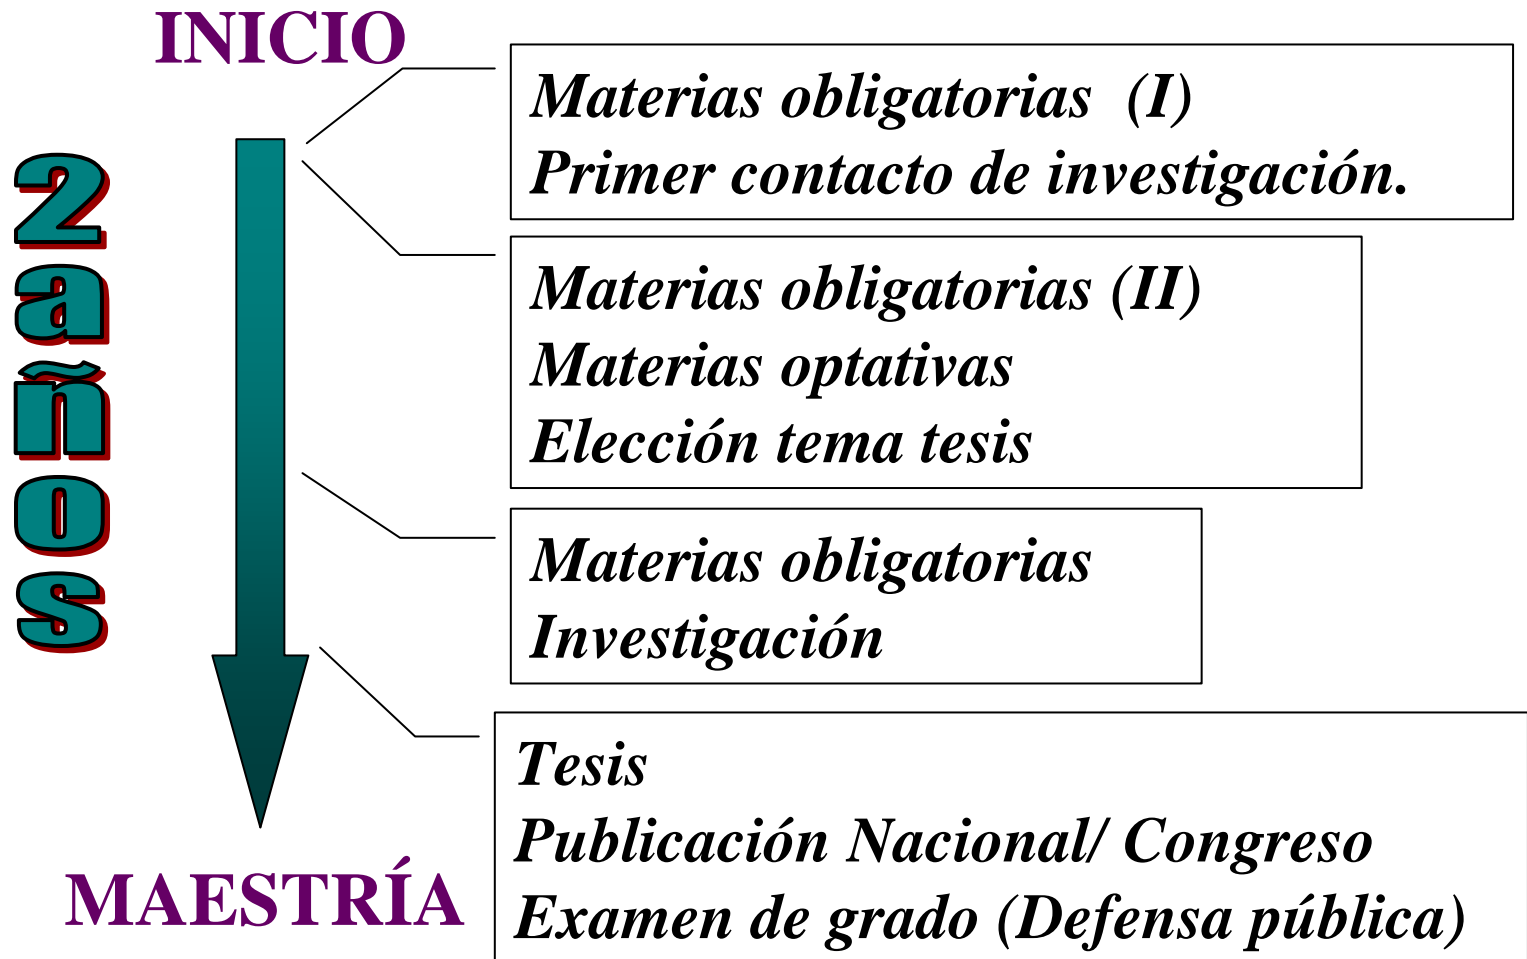 INICIO
2 años
Materias obligatorias (I)
Primer contacto de investigación.
Materias obligatorias (II)
Materias optativas
Elección tema tesis
Materias obligatorias
Investigación
Tesis
Publicación Nacional/ Congreso
Examen de grado (Defensa pública)
MAESTRÍA